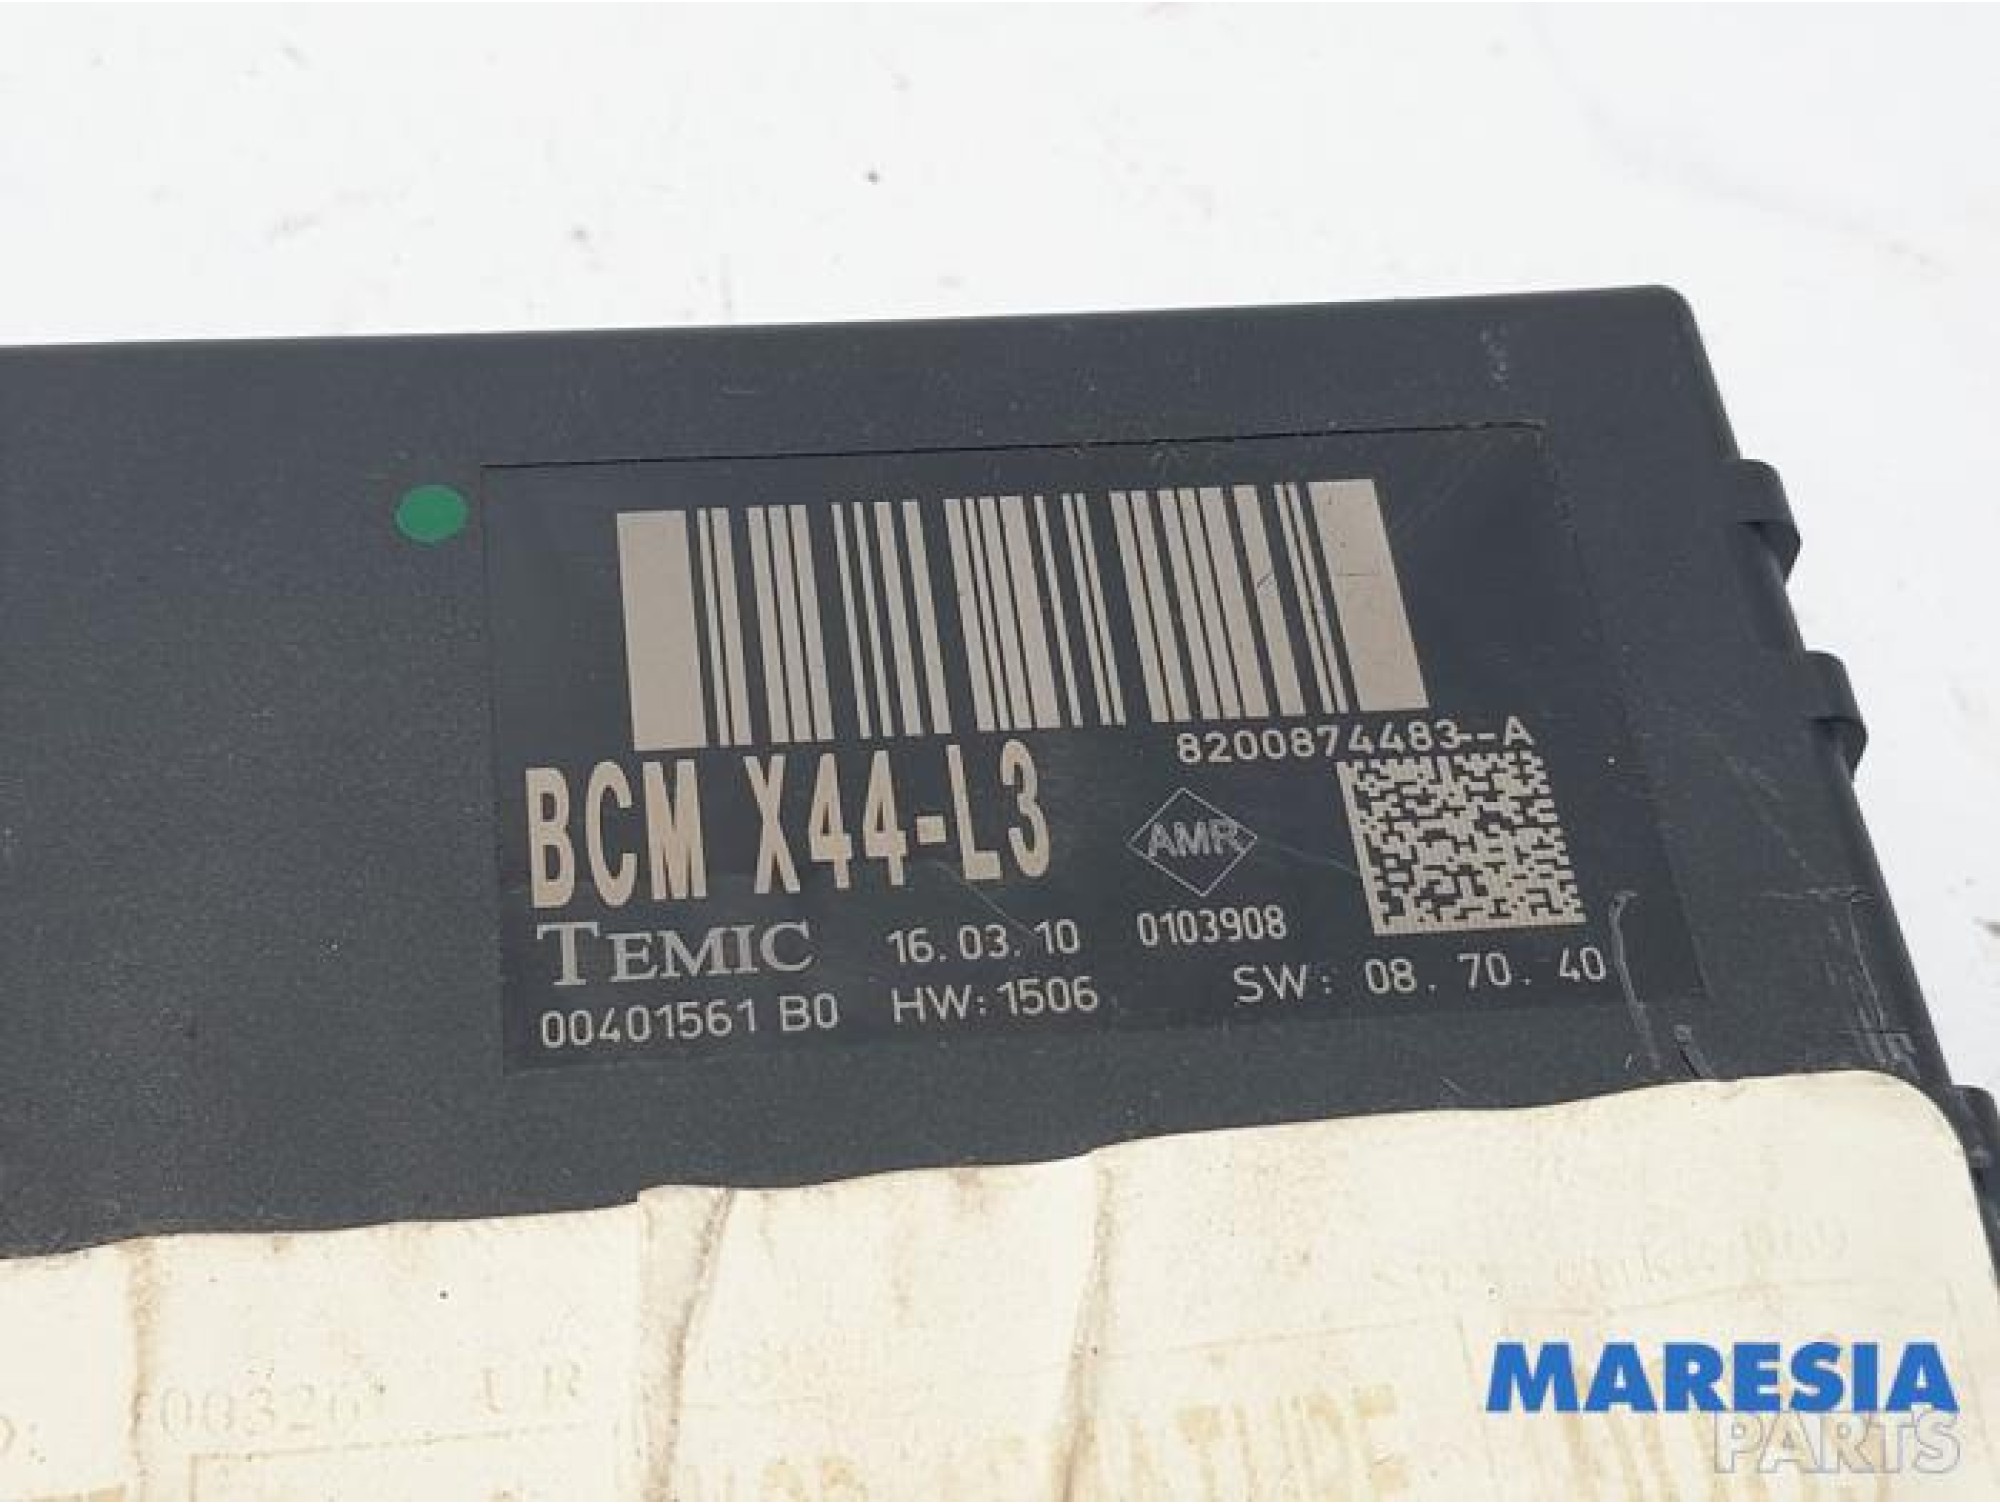 8200874483--A
BCM X44-L3
AMR
TEMIC 16.03.10 0103908
00401561 B0 HW:1506 SW: 08.70.40
MARESIA
PARTS